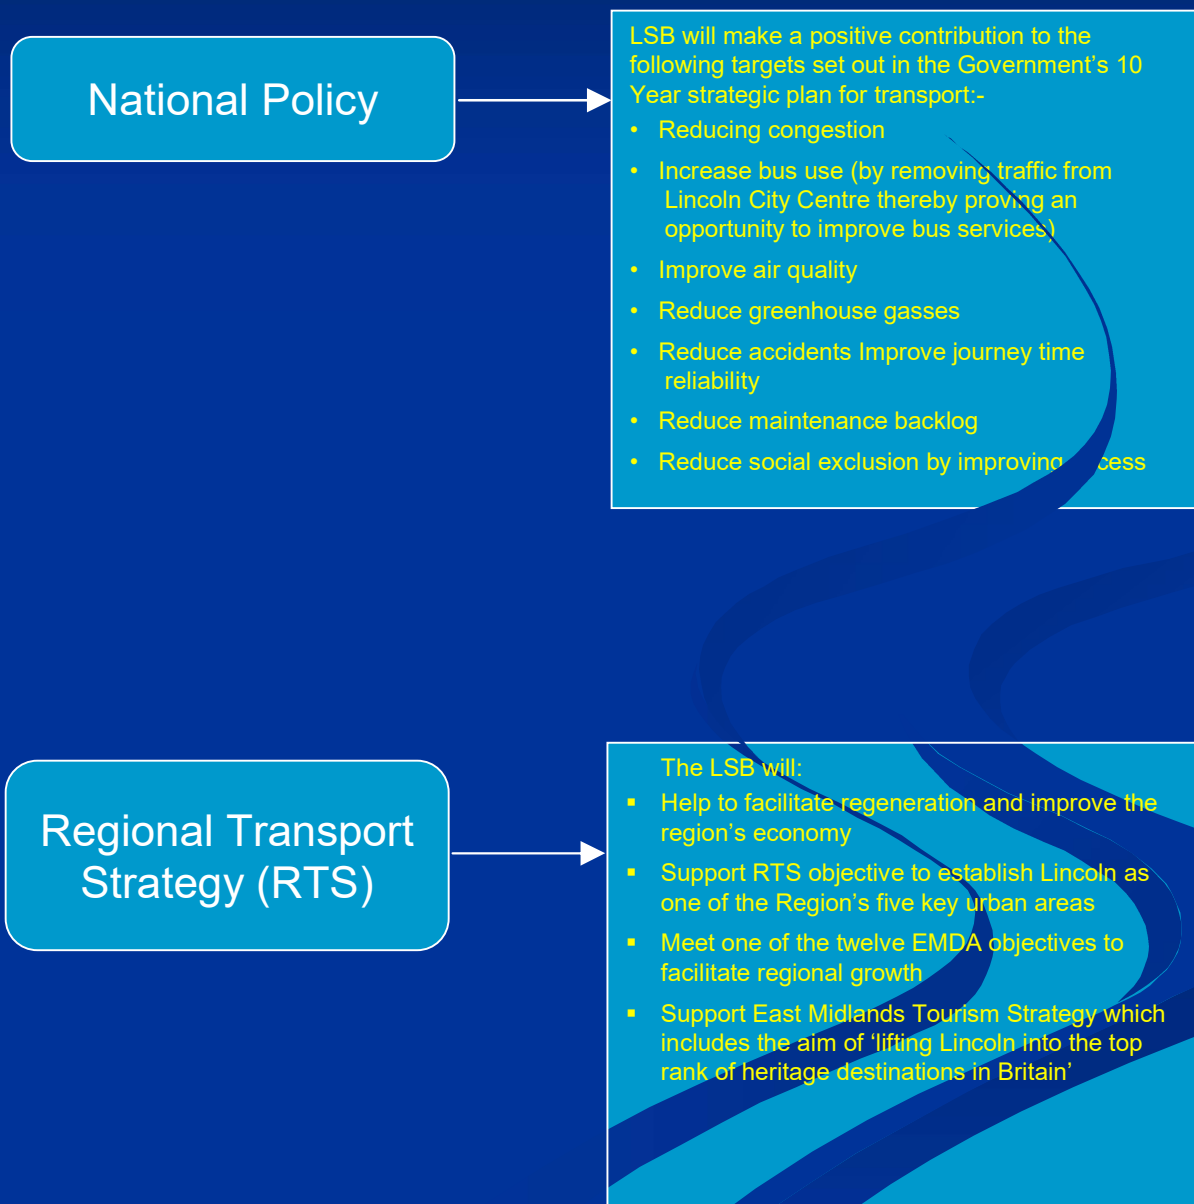 National Policy
LSB will make a positive contribution to the
following targets set out in the Government's 10
Year strategic plan for transport:-
• Reducing congestion
• Increase bus use (by removing traffic from
Lincoln City Centre thereby proving an
opportunity to improve bus services)
• Improve air quality
• Reduce greenhouse gasses
• Reduce accidents Improve journey time
reliability
• Reduce maintenance backlog
• Reduce social exclusion by improving access
Regional Transport
Strategy (RTS)
The LSB will:
▪ Help to facilitate regeneration and improve the
region's economy
▪ Support RTS objective to establish Lincoln as
one of the Region's five key urban areas
▪ Meet one of the twelve EMDA objectives to
facilitate regional growth
▪ Support East Midlands Tourism Strategy which
includes the aim of 'lifting Lincoln into the top
rank of heritage destinations in Britain'